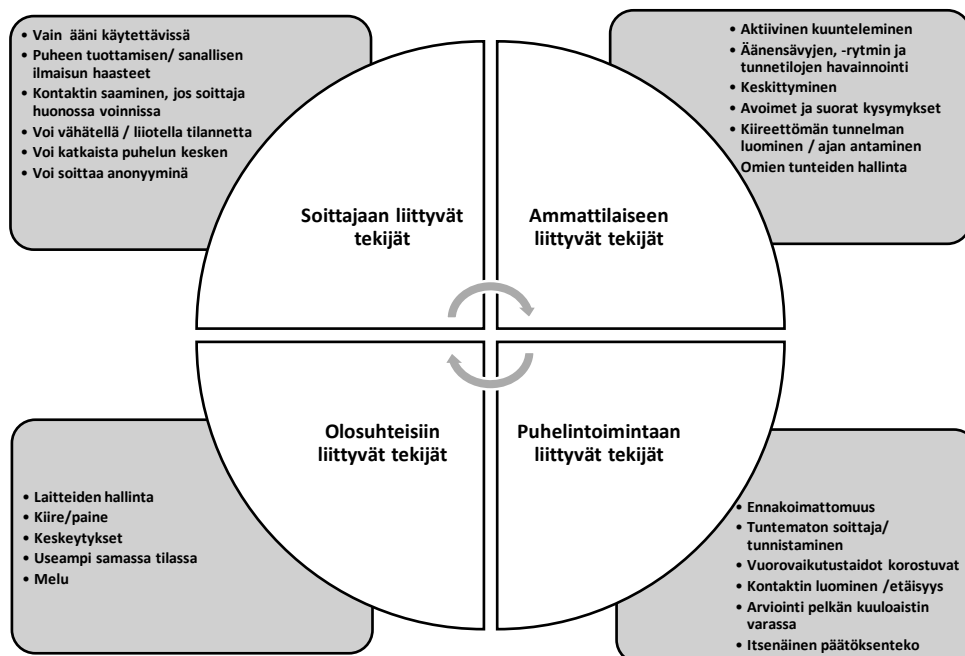 • Vain ääni käytettävissä
• Puheen tuottamisen/ sanallisen
ilmaisun haasteet
• Kontaktin saaminen, jos soittaja
huonossa voinnissa
• Voi vähätellä / liiotella tilannetta
• Voi katkaista puhelun kesken
• Voi soittaa anonyyminä
• Aktiivinen kuunteleminen
• Äänensävyjen, -rytmin ja
tunnetilojen havainnointi
• Keskittyminen
• Avoimet ja suorat kysymykset
• Kiireettömän tunnelman
luominen / ajan antaminen
• Omien tunteiden hallinta
Soittajaan liittyvät
tekijät
Ammattilaiseen
liittyvät tekijät
Olosuhteisiin
liittyvät tekijät
Puhelintoimintaan
liittyvät tekijät
• Laitteiden hallinta
• Kiire/paine
• Keskeytykset
• Useampi samassa tilassa
• Melu
• Ennakoimattomuus
• Tuntematon soittaja/
tunnistaminen
• Vuorovaikutustaidot korostuvat
• Kontaktin luominen /etäisyys
• Arviointi pelkän kuuloaistin
varassa
• Itsenäinen päätöksenteko